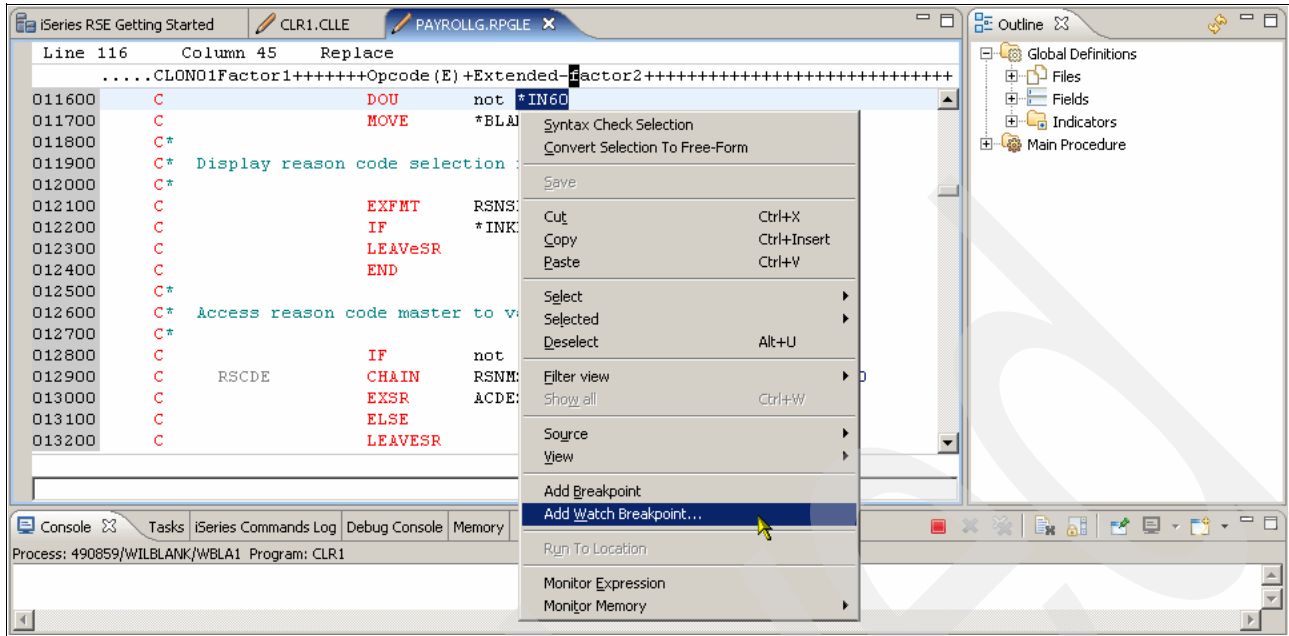 iSeries RSE Getting Started CLR1.CLLE PAYROLLG.RPGLE Outline
Line 116 Column 45 Replace
.....CLON01Factor1+++++++Opcode(E)+Extended-factor2++++++++++++++++++++++++++++++
011600 C DOU not *IN60
011700 C MOVE *BLA
011800 C*
011900 C* Display reason code selection
012000 C*
012100 C EXFMT RSNS
012200 C IF *INK
012300 C LEAVeSR
012400 C END
012500 C*
012600 C* Access reason code master to v
012700 C*
012800 C IF not
012900 C RSCDE CHAIN RSNM
013000 C EXSR ACDE
013100 C ELSE
013200 C LEAVESR
Syntax Check Selection
Convert Selection To Free-Form
Save
Cut Ctrl+X
Copy Ctrl+Insert
Paste Ctrl+V
Select
Selected
Deselect Alt+U
Filter view
Show all Ctrl+W
Source
View
Add Breakpoint
Add Watch Breakpoint...
Run To Location
Monitor Expression
Monitor Memory
Global Definitions
Files
Fields
Indicators
Main Procedure
Console Tasks iSeries Commands Log Debug Console Memory
Process: 490859/WILBLANK/WBLA1 Program: CLR1